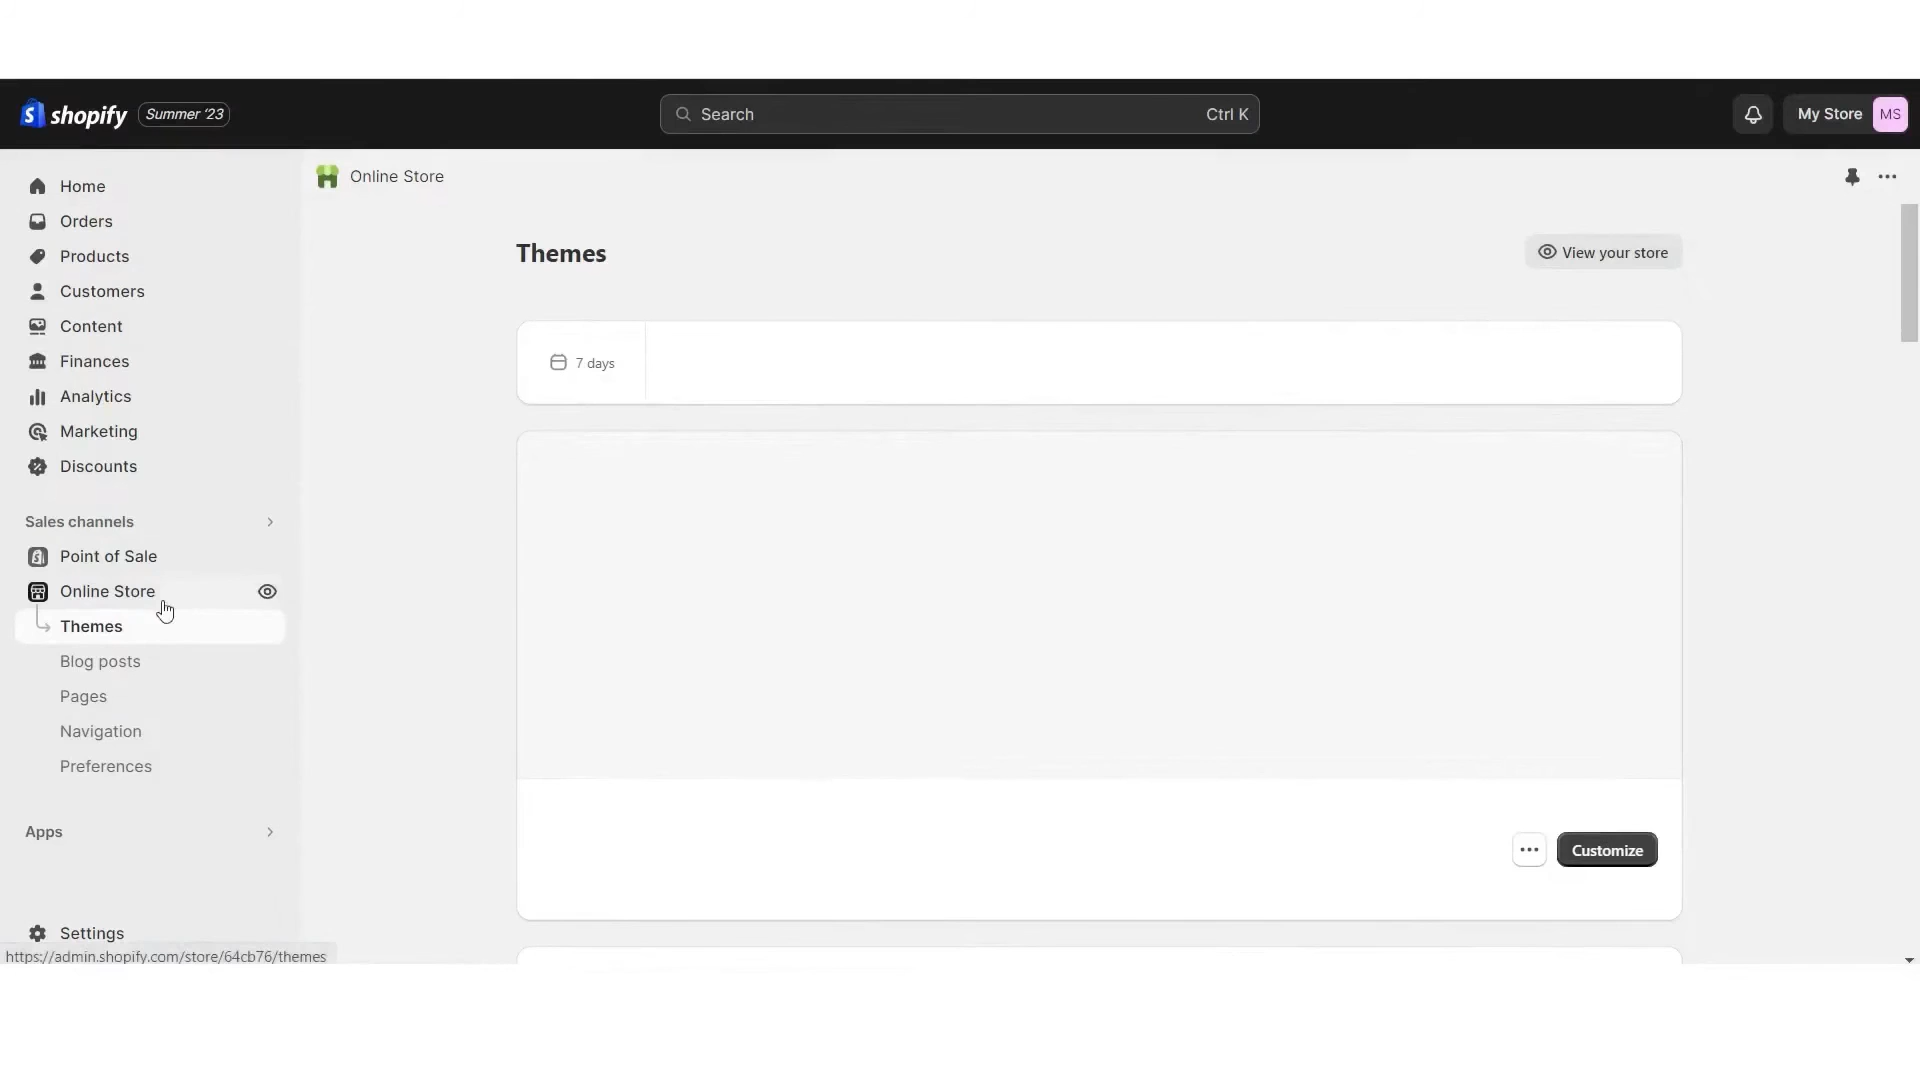 shopify Summer '23
Search Ctrl K
My Store MS
Home
Orders
Products
Customers
Content
Finances
Analytics
Marketing
Discounts
Sales channels
Point of Sale
Online Store
Themes
Blog posts
Pages
Navigation
Preferences
Apps
Settings
https://admin.shopify.com/store/64cb76/themes
Online Store
Themes
View your store
7 days
Customize